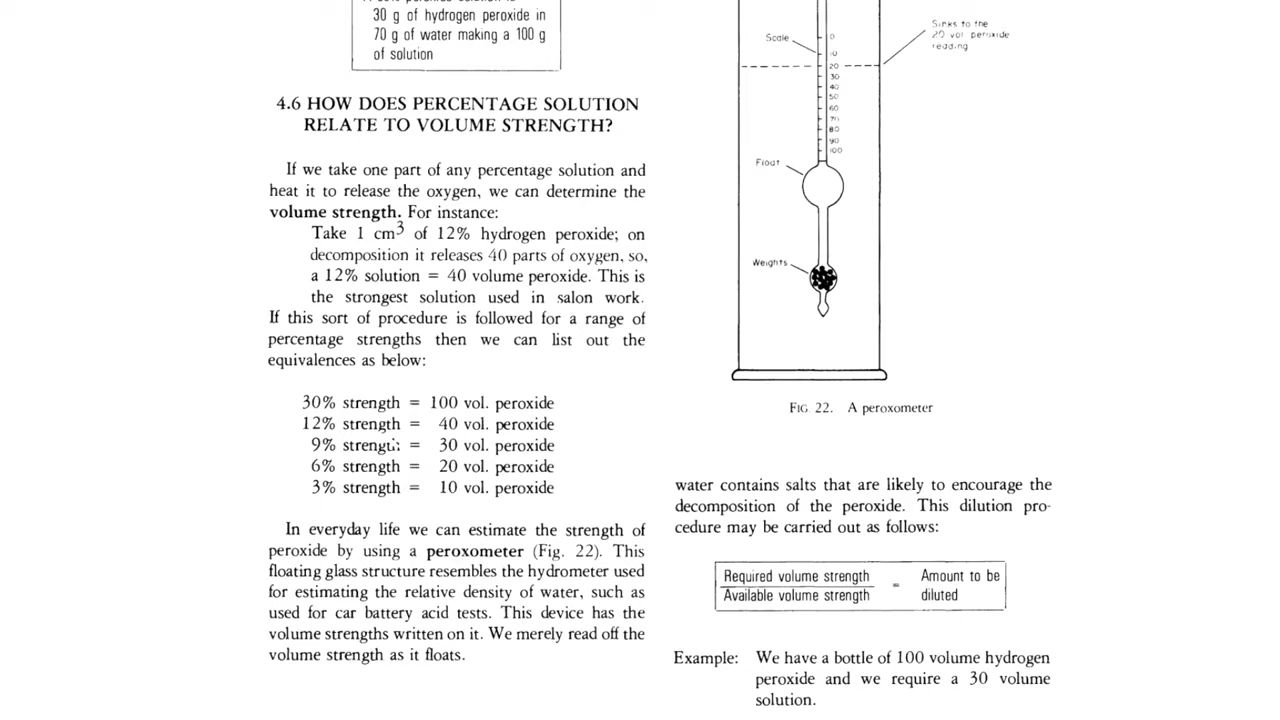 30 g of hydrogen peroxide in
70 g of water making a 100 g
of solution
4.6 HOW DOES PERCENTAGE SOLUTION
RELATE TO VOLUME STRENGTH?
If we take one part of any percentage solution and
heat it to release the oxygen, we can determine the
volume strength. For instance:
Take 1 cm3 of 12% hydrogen peroxide; on
decomposition it releases 40 parts of oxygen, so,
a 12% solution = 40 volume peroxide. This is
the strongest solution used in salon work.
If this sort of procedure is followed for a range of
percentage strengths then we can list out the
equivalences as below:
30% strength = 100 vol. peroxide
12% strength = 40 vol. peroxide
9% strength = 30 vol. peroxide
6% strength = 20 vol. peroxide
3% strength = 10 vol. peroxide
In everyday life we can estimate the strength of
peroxide by using a peroxometer (Fig. 22). This
floating glass structure resembles the hydrometer used
for estimating the relative density of water, such as
used for car battery acid tests. This device has the
volume strengths written on it. We merely read off the
volume strength as it floats.
Sinks to the
20 vol peroxide
reading
Scale
0
10
20
30
40
50
60
70
80
90
100
Float
Weights
FIG 22. A peroxometer
water contains salts that are likely to encourage the
decomposition of the peroxide. This dilution pro-
cedure may be carried out as follows:
Required volume strength = Amount to be
Available volume strength diluted
Example: We have a bottle of 100 volume hydrogen
peroxide and we require a 30 volume
solution.